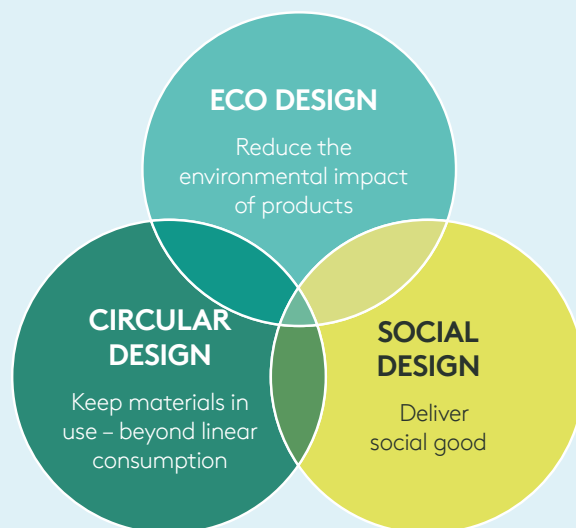 ECO DESIGN
Reduce the
environmental impact
of products
CIRCULAR
DESIGN
Keep materials in
use – beyond linear
consumption
SOCIAL
DESIGN
Deliver
social good